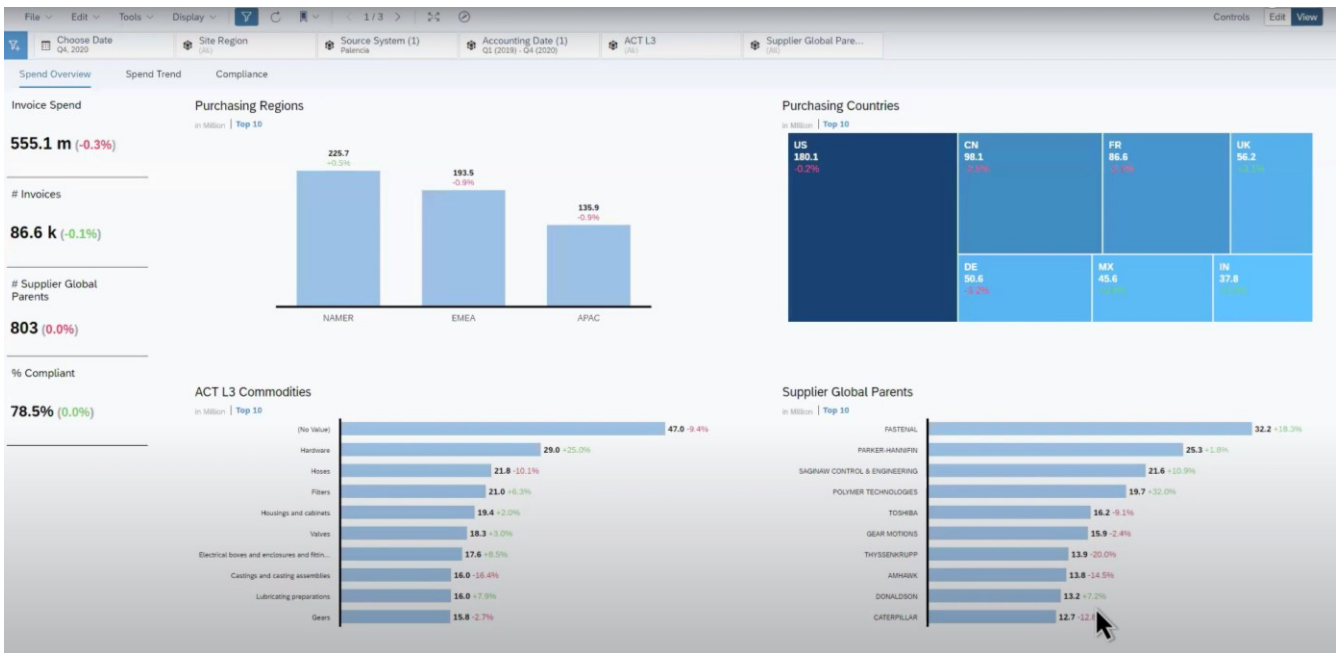 File Edit Tools Display 1/3 Controls Edit View
Choose Date
Q4, 2020
Site Region
(All)
Source System (1)
Palencia
Accounting Date (1)
Q1 (2019) - Q4 (2020)
ACT L3
(All)
Supplier Global Pare...
(All)
Spend Overview Spend Trend Compliance
Invoice Spend
555.1 m (-0.3%)
# Invoices
86.6 k (-0.1%)
# Supplier Global
Parents
803 (0.0%)
% Compliant
78.5% (0.0%)
Purchasing Regions
in Million | Top 10
225.7
+0.5%
193.5
-0.9%
135.9
-0.9%
NAMER EMEA APAC
Purchasing Countries
in Million | Top 10
US
180.1
-0.2%
CN
98.1
FR
86.6
UK
56.2
DE
50.6
MX
45.6
IN
37.8
ACT L3 Commodities
in Million | Top 10
(No Value) 47.0 -9.4%
Hardware 29.0 +25.0%
Hoses 21.8 -10.1%
Filters 21.0 +6.3%
Housings and cabinets 19.4 +2.0%
Valves 18.3 +3.0%
Electrical boxes and enclosures and fittin... 17.6
Castings and casting assemblies 16.0 -16.4%
Lubricating preparations 16.0 +7.9%
Gears 15.8 -2.7%
Supplier Global Parents
in Million | Top 10
FASTENAL 32.2 +18.3%
PARKER-HANNIFIN 25.3 +1.8%
SAGINAW CONTROL & ENGINEERING 21.6 +10.9%
POLYMER TECHNOLOGIES 19.7 +32.0%
TOSHIBA 16.2 -9.1%
GEAR MOTIONS 15.9 -2.4%
THYSSENKRUPP 13.9 -20.0%
AMHAWK 13.8 -14.5%
DONALDSON 13.2 +7.2%
CATERPILLAR 12.7